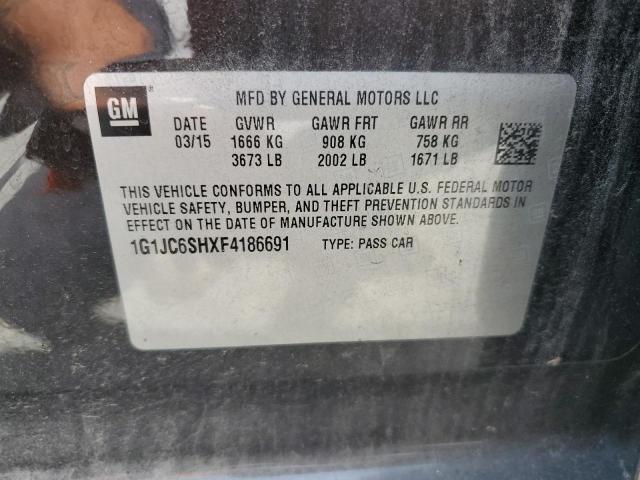 GM ® MFD BY GENERAL MOTORS LLC
DATE GVWR GAWR FRT GAWR RR
03/15 1666 KG 908 KG 758 KG
3673 LB 2002 LB 1671 LB
THIS VEHICLE CONFORMS TO ALL APPLICABLE U.S. FEDERAL MOTOR
VEHICLE SAFETY, BUMPER, AND THEFT PREVENTION STANDARDS IN
EFFECT ON THE DATE OF MANUFACTURE SHOWN ABOVE.
1G1JC6SHXF4186691 TYPE: PASS CAR